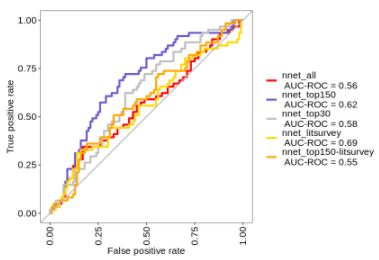 1.00
0.75
0.50
0.25
0.00
True positive rate
0.00
0.25
0.50
0.75
1.00
False positive rate
nnet_all
AUC-ROC = 0.56
nnet_top150
AUC-ROC = 0.62
nnet_top30
AUC-ROC = 0.58
nnet_litsurvey
AUC-ROC = 0.69
nnet_top150-litsurvey
AUC-ROC = 0.55